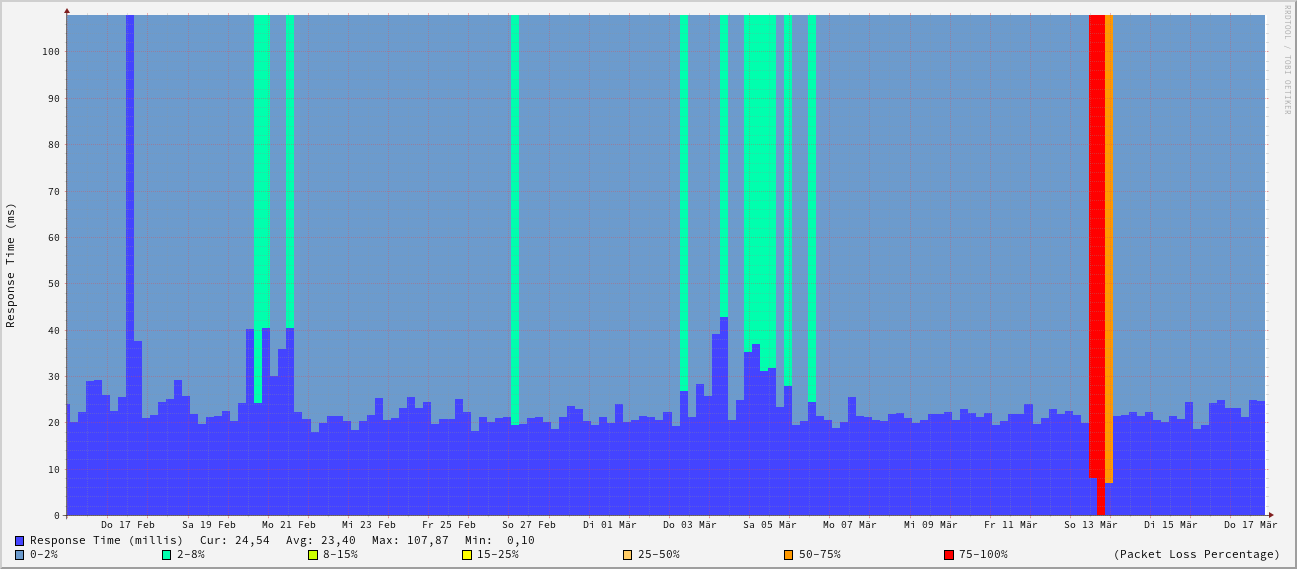 RRDTOOL / TOBI OETIKER
Response Time (ms)
100
90
80
70
60
50
40
30
20
10
0
Do 17 Feb Sa 19 Feb Mo 21 Feb Mi 23 Feb Fr 25 Feb So 27 Feb Di 01 Mär Do 03 Mär Sa 05 Mär Mo 07 Mär Mi 09 Mär Fr 11 Mär So 13 Mär Di 15 Mär Do 17 Mär
Response Time (millis) Cur: 24,54 Avg: 23,40 Max: 107,87 Min: 0,10
0-2% 2-8% 8-15% 15-25% 25-50% 50-75% 75-100% (Packet Loss Percentage)